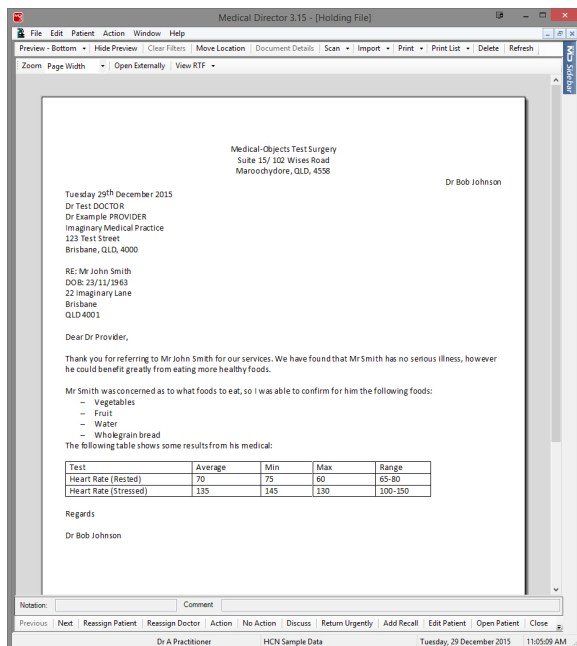 Medical Director 3.15 - [Holding File]
File Edit Patient Action Window Help
Preview - Bottom Hide Preview Clear Filters Move Location Document Details Scan Import Print Print List Delete Refresh
Zoom Page Width Open Externally View RTF
MD Sidebar
Medical-Objects Test Surgery
Suite 15/ 102 Wises Road
Maroochydore, QLD, 4558
Dr Bob Johnson
Tuesday 29th December 2015
Dr Test DOCTOR
Dr Example PROVIDER
Imaginary Medical Practice
123 Test Street
Brisbane, QLD, 4000
RE: Mr John Smith
DOB: 23/11/1963
22 Imaginary Lane
Brisbane
QLD 4001
Dear Dr Provider,
Thank you for referring to Mr John Smith for our services. We have found that Mr Smith has no serious illness, however
he could benefit greatly from eating more healthy foods.
Mr Smith was concerned as to what foods to eat, so I was able to confirm for him the following foods:
– Vegetables
– Fruit
– Water
– Wholegrain bread
The following table shows some results from his medical:
Test Average Min Max Range
Heart Rate (Rested) 70 75 60 65-80
Heart Rate (Stressed) 135 145 130 100-150
Regards
Dr Bob Johnson
Notation: Comment
Previous Next Reassign Patient Reassign Doctor Action No Action Discuss Return Urgently Add Recall Edit Patient Open Patient Close
Dr A Practitioner HCN Sample Data Tuesday, 29 December 2015 11:05:09 AM